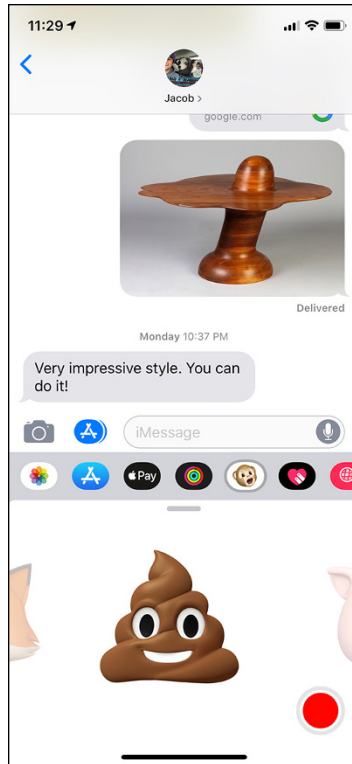 11:29
Jacob >
google.com
Delivered
Monday 10:37 PM
Very impressive style. You can
do it!
iMessage
Pay